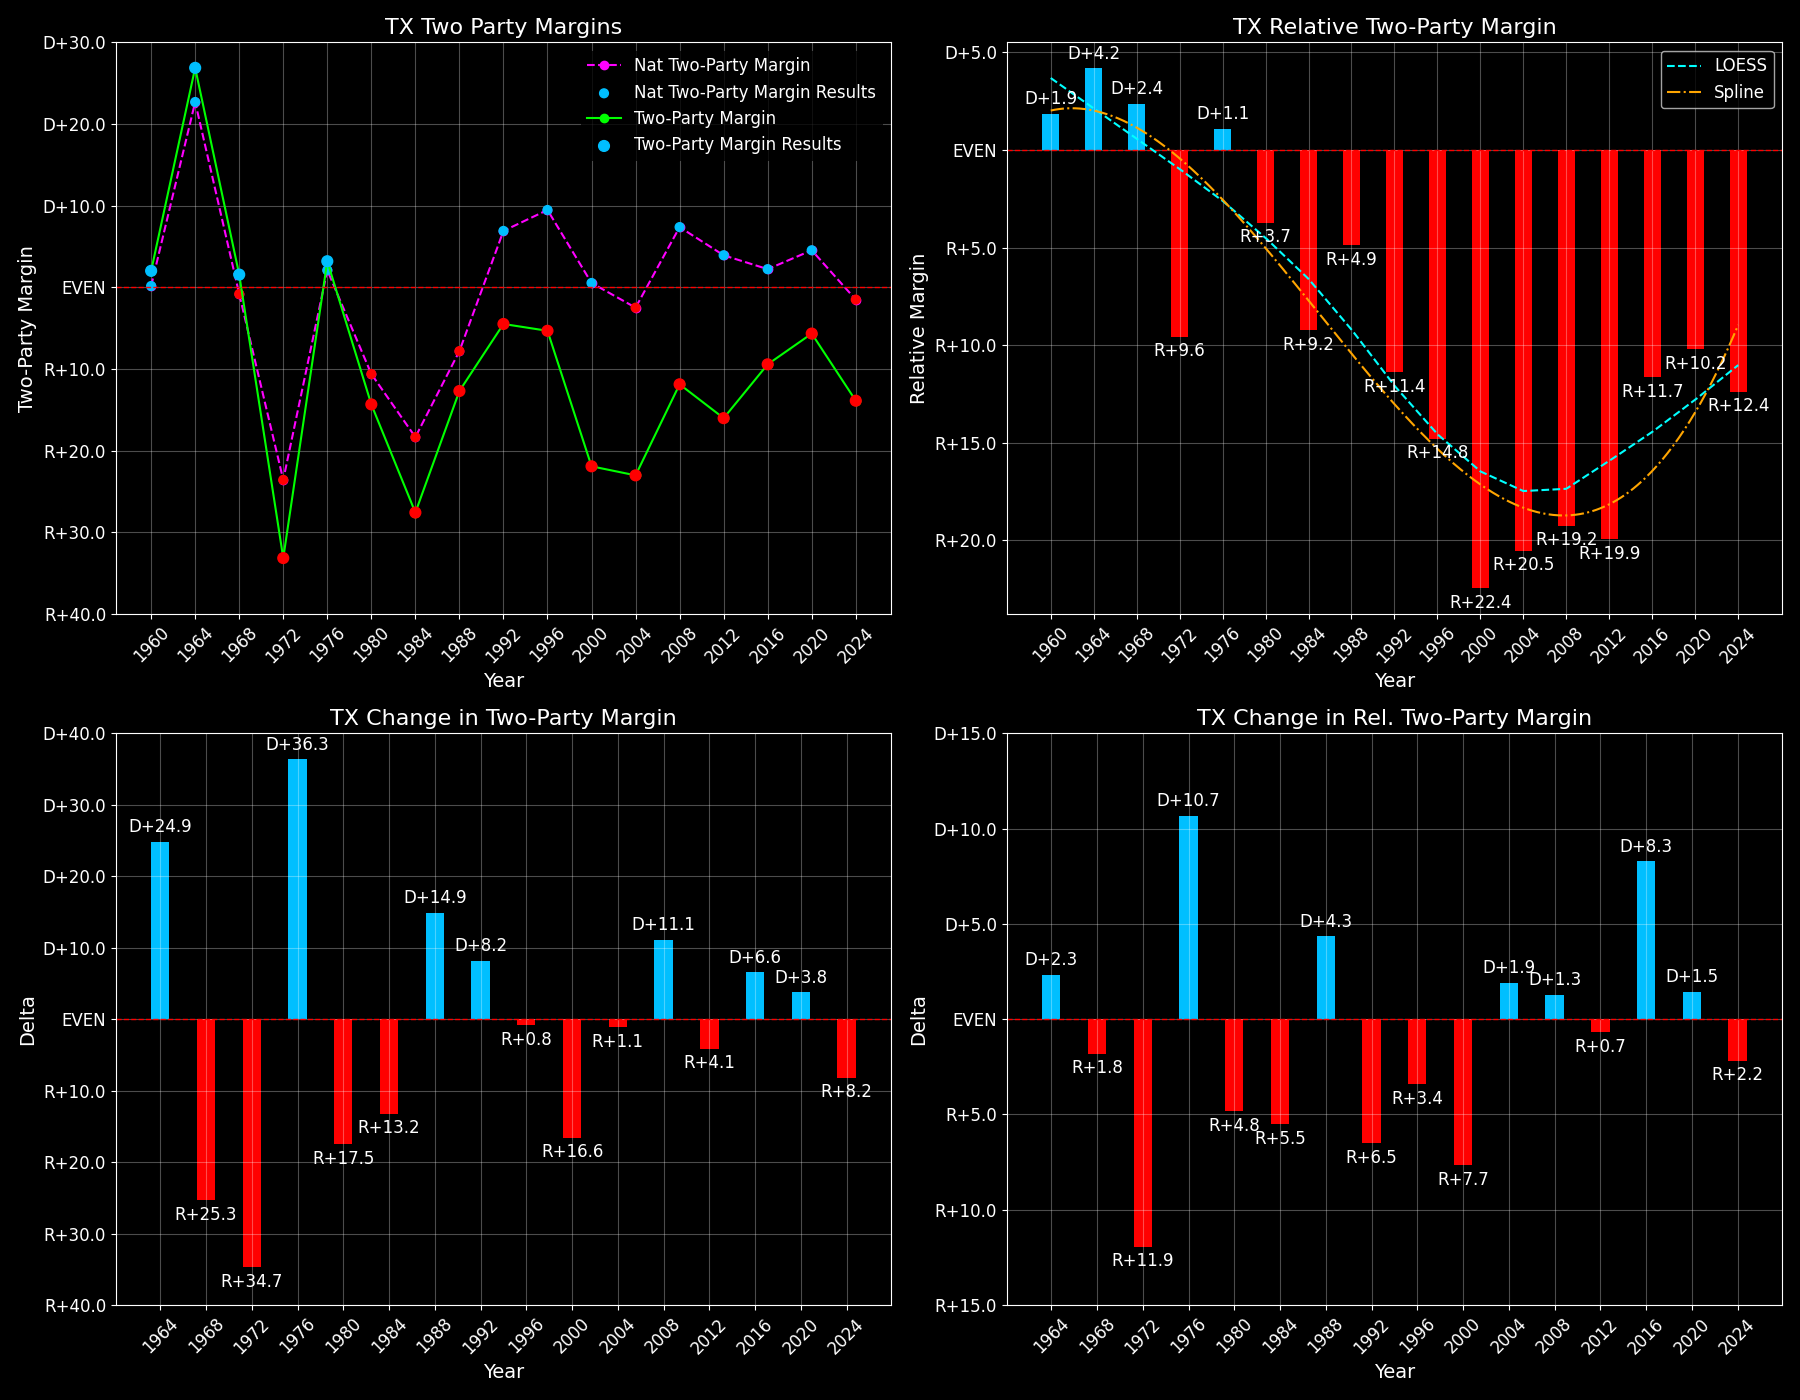 TX Two Party Margins
D+30.0
D+20.0
D+10.0
EVEN
R+10.0
R+20.0
R+30.0
R+40.0
Two-Party Margin
Nat Two-Party Margin
Nat Two-Party Margin Results
Two-Party Margin
Two-Party Margin Results
1960 1964 1968 1972 1976 1980 1984 1988 1992 1996 2000 2004 2008 2012 2016 2020 2024
Year
TX Relative Two-Party Margin
D+5.0
EVEN
R+5.0
R+10.0
R+15.0
R+20.0
Relative Margin
LOESS
Spline
D+1.9 D+4.2 D+2.4 R+9.6 D+1.1 R+3.7 R+9.2 R+4.9 R+11.4 R+14.8 R+22.4 R+20.5 R+19.2 R+19.9 R+11.7 R+10.2 R+12.4
1960 1964 1968 1972 1976 1980 1984 1988 1992 1996 2000 2004 2008 2012 2016 2020 2024
Year
TX Change in Two-Party Margin
D+40.0
D+30.0
D+20.0
D+10.0
EVEN
R+10.0
R+20.0
R+30.0
R+40.0
Delta
D+24.9 R+25.3 R+34.7 D+36.3 R+17.5 R+13.2 D+14.9 D+8.2 R+0.8 R+16.6 R+1.1 D+11.1 R+4.1 D+6.6 D+3.8 R+8.2
1964 1968 1972 1976 1980 1984 1988 1992 1996 2000 2004 2008 2012 2016 2020 2024
Year
TX Change in Rel. Two-Party Margin
D+15.0
D+10.0
D+5.0
EVEN
R+5.0
R+10.0
R+15.0
Delta
D+2.3 R+1.8 R+11.9 D+10.7 R+4.8 R+5.5 D+4.3 R+6.5 R+3.4 R+7.7 D+1.9 D+1.3 R+0.7 D+8.3 D+1.5 R+2.2
1964 1968 1972 1976 1980 1984 1988 1992 1996 2000 2004 2008 2012 2016 2020 2024
Year